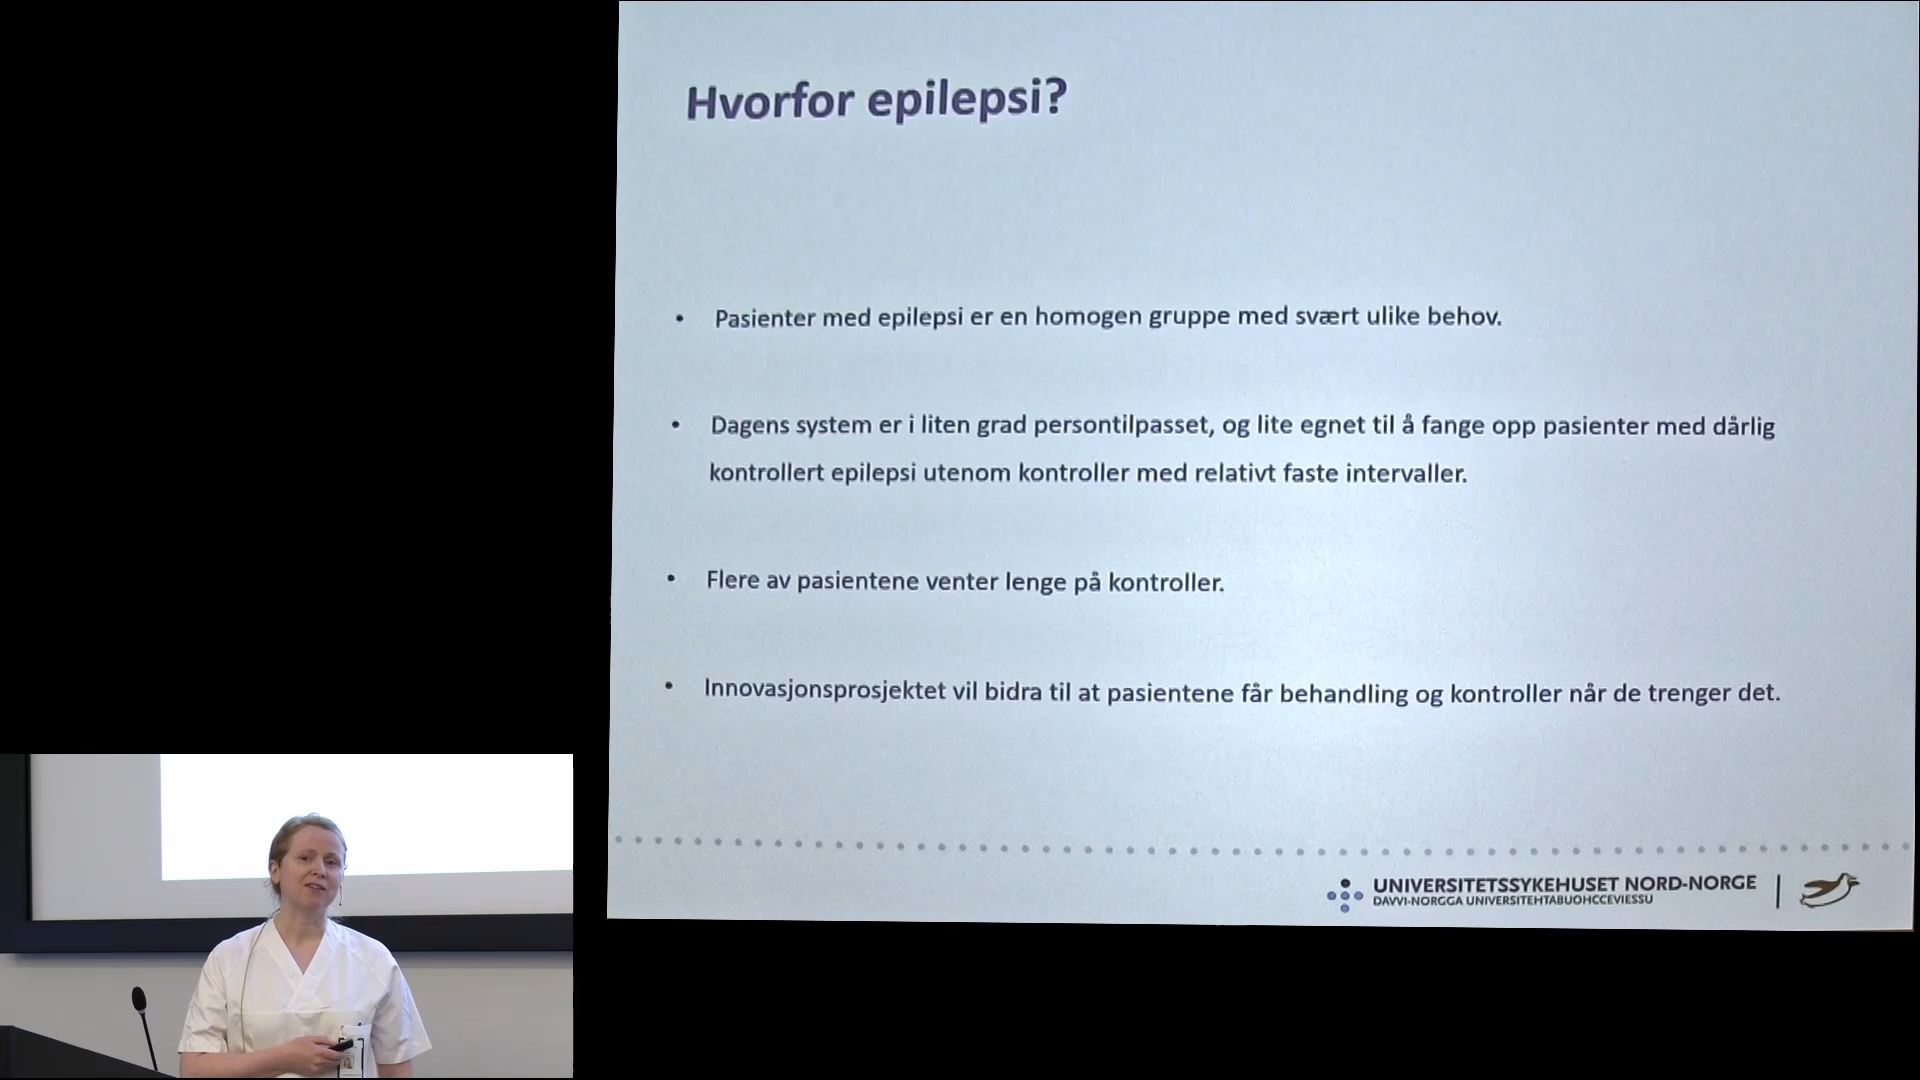 Hvorfor epilepsi?
• Pasienter med epilepsi er en homogen gruppe med svært ulike behov.
• Dagens system er i liten grad persontilpasset, og lite egnet til å fange opp pasienter med dårlig
kontrollert epilepsi utenom kontroller med relativt faste intervaller.
• Flere av pasientene venter lenge på kontroller.
• Innovasjonsprosjektet vil bidra til at pasientene får behandling og kontroller når de trenger det.
UNIVERSITETSSYKEHUSET NORD-NORGE
DAVVI-NORGGA UNIVERSITEHTABUOHCCEVIESSU